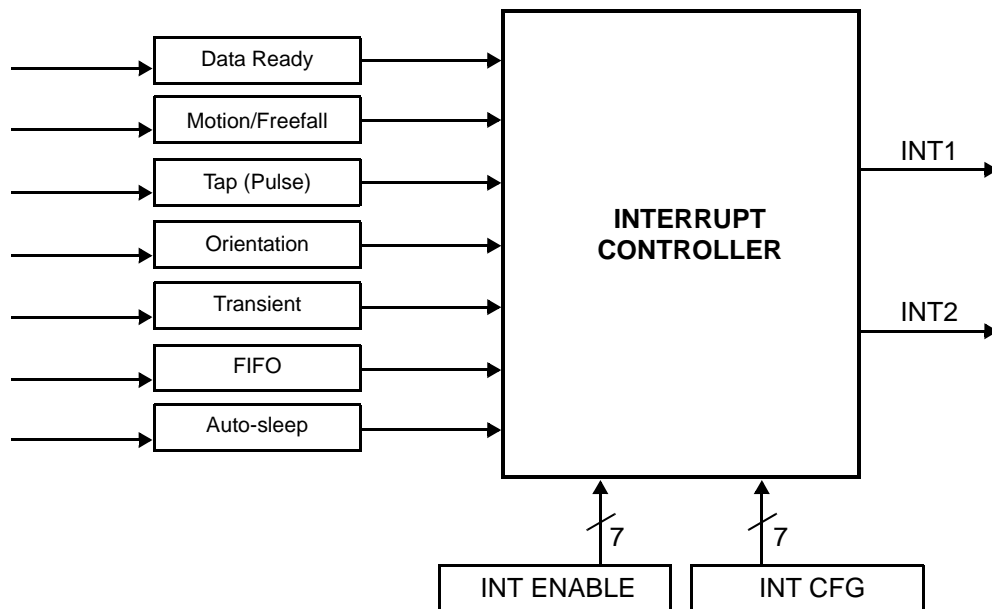 Data Ready
Motion/Freefall
Tap (Pulse)
Orientation
Transient
FIFO
Auto-sleep
INTERRUPT
CONTROLLER
INT1
INT2
7
7
INT ENABLE
INT CFG